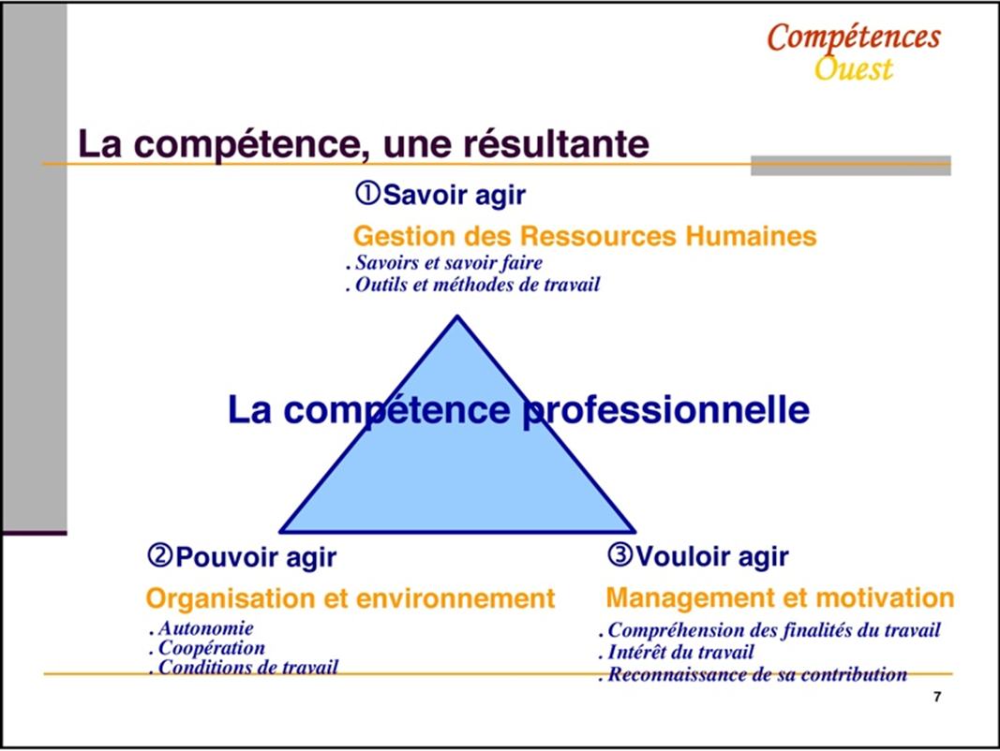 Compétences
Ouest
La compétence, une résultante
①Savoir agir
Gestion des Ressources Humaines
. Savoirs et savoir faire
. Outils et méthodes de travail
La compétence professionnelle
②Pouvoir agir
Organisation et environnement
. Autonomie
. Coopération
. Conditions de travail
③Vouloir agir
Management et motivation
. Compréhension des finalités du travail
. Intérêt du travail
. Reconnaissance de sa contribution
7